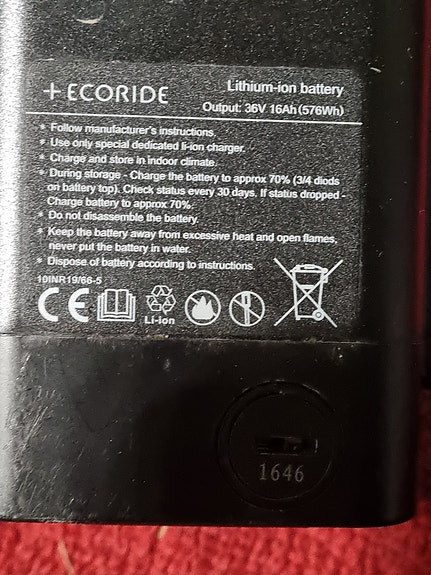 + ECORIDE
Lithium-ion battery
Output: 36V 16Ah (576Wh)
* Follow manufacturer's instructions.
* Use only special dedicated li-ion charger.
* Charge and store in indoor climate.
* During storage - Charge the battery to approx 70% (3/4 diods
on battery top). Check status every 30 days. If status dropped -
Charge battery to approx 70%.
* Do not disassemble the battery.
* Keep the battery away from excessive heat and open flames,
never put the battery in water.
* Dispose of battery according to instructions.
10INR19/66-5
CE
Li-ion
1646